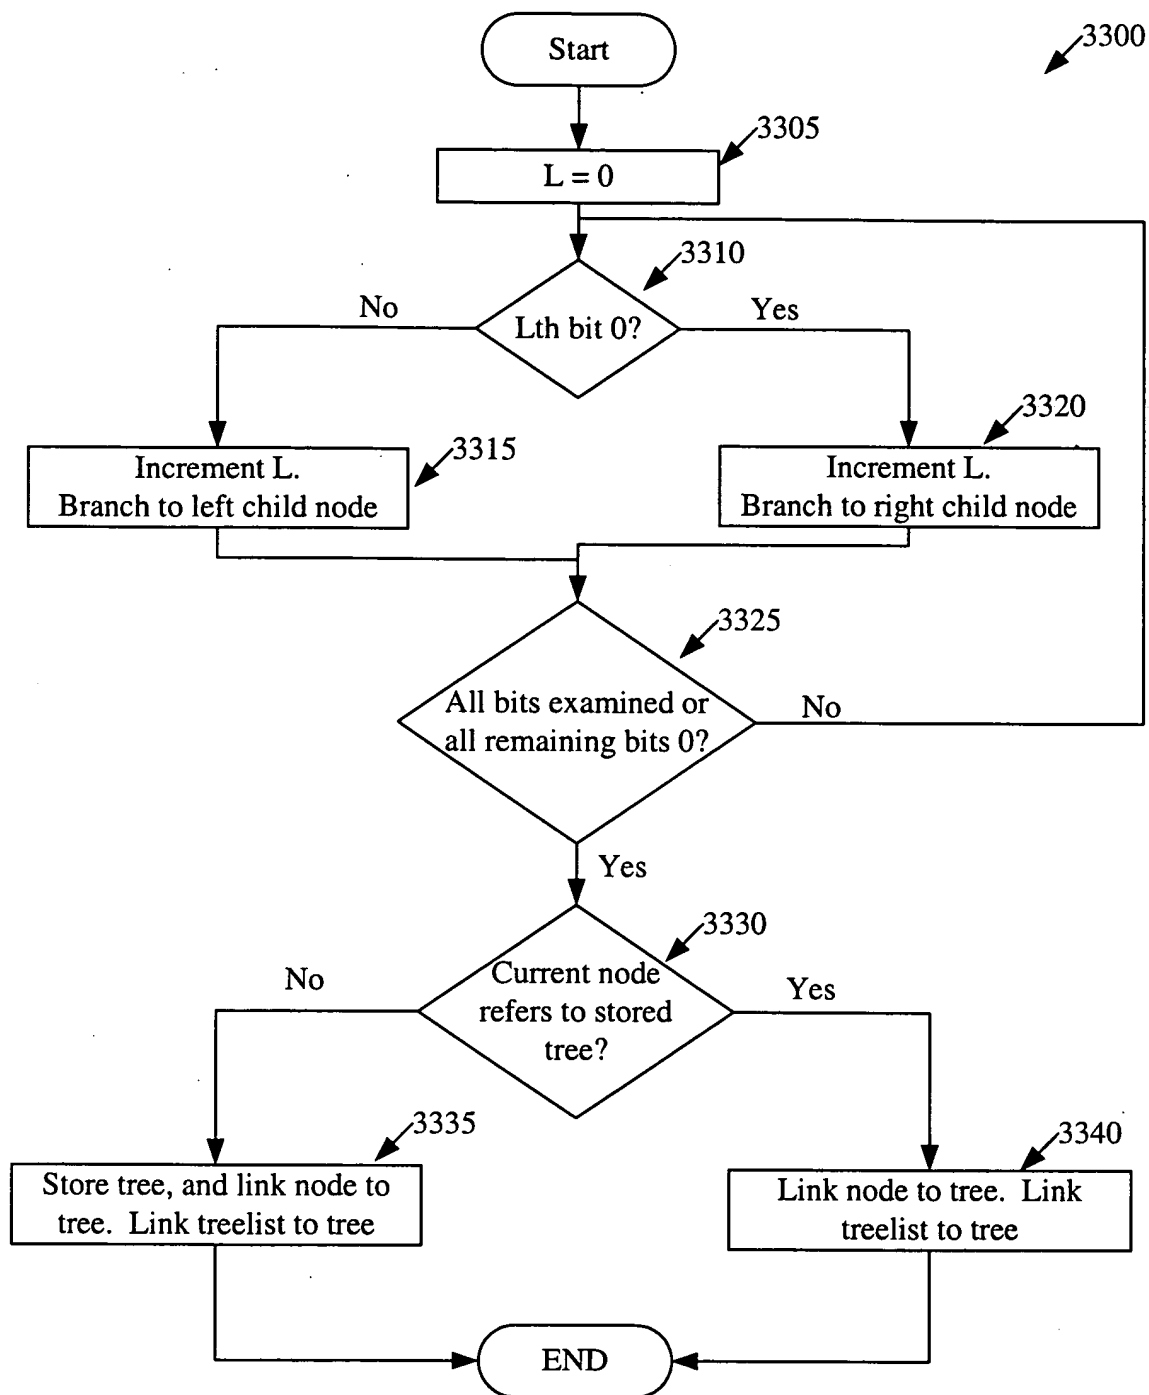 Start
3300
3305
L = 0
3310
No
Yes
Lth bit 0?
3320
3315
Increment L.
Branch to left child node
Increment L.
Branch to right child node
3325
All bits examined or
all remaining bits 0?
No
Yes
3330
No
Yes
Current node
refers to stored
tree?
3335
3340
Store tree, and link node to
tree. Link treelist to tree
Link node to tree. Link
treelist to tree
END